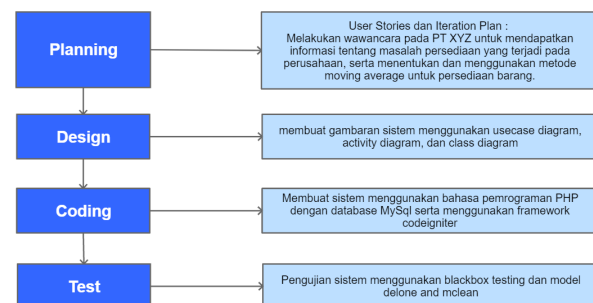 Planning
User Stories dan Iteration Plan :
Melakukan wawancara pada PT XYZ untuk mendapatkan
informasi tentang masalah persediaan yang terjadi pada
perusahaan, serta menentukan dan menggunakan metode
moving average untuk persediaan barang.
Design
membuat gambaran sistem menggunakan usecase diagram,
activity diagram, dan class diagram
Coding
Membuat sistem menggunakan bahasa pemrograman PHP
dengan database MySql serta menggunakan framework
codeigniter
Test
Pengujian sistem menggunakan blackbox testing dan model
delone and mclean